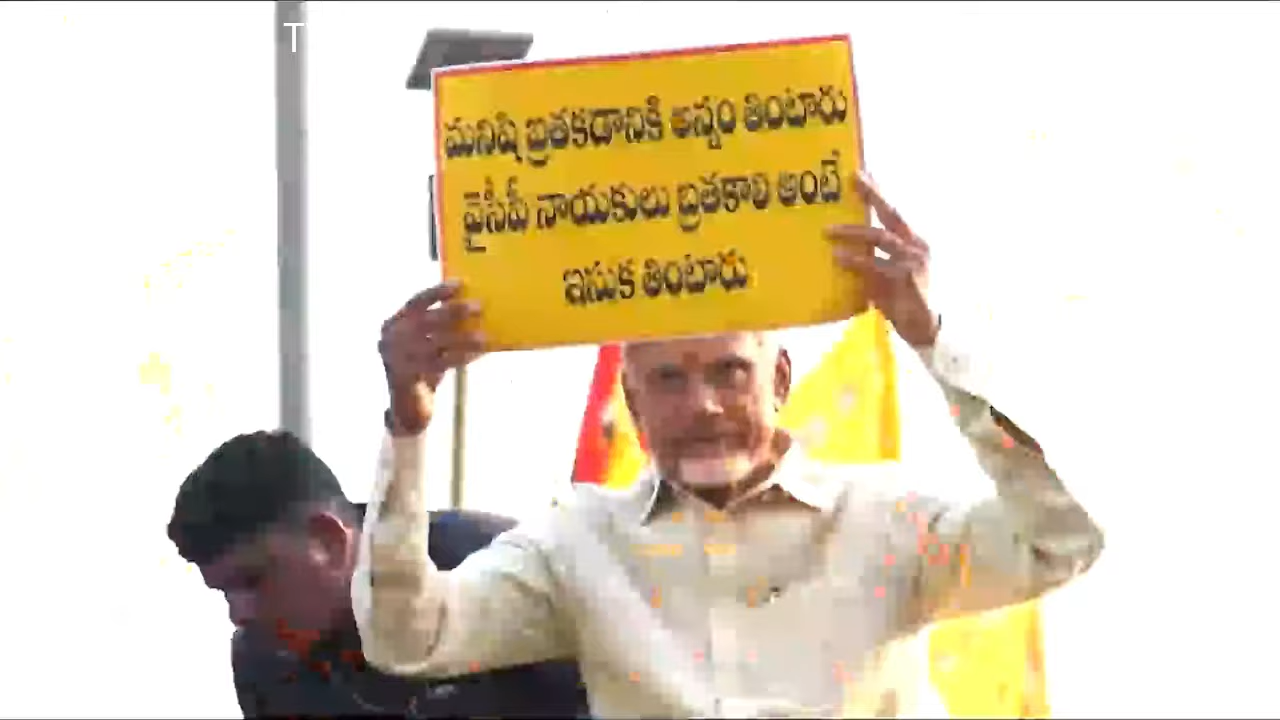 T
మనిషి బ్రతకడానికి అన్నం తింటారు
వైసీపీ నాయకులు బ్రతకాలి అంటే
ఇసుక తింటారు